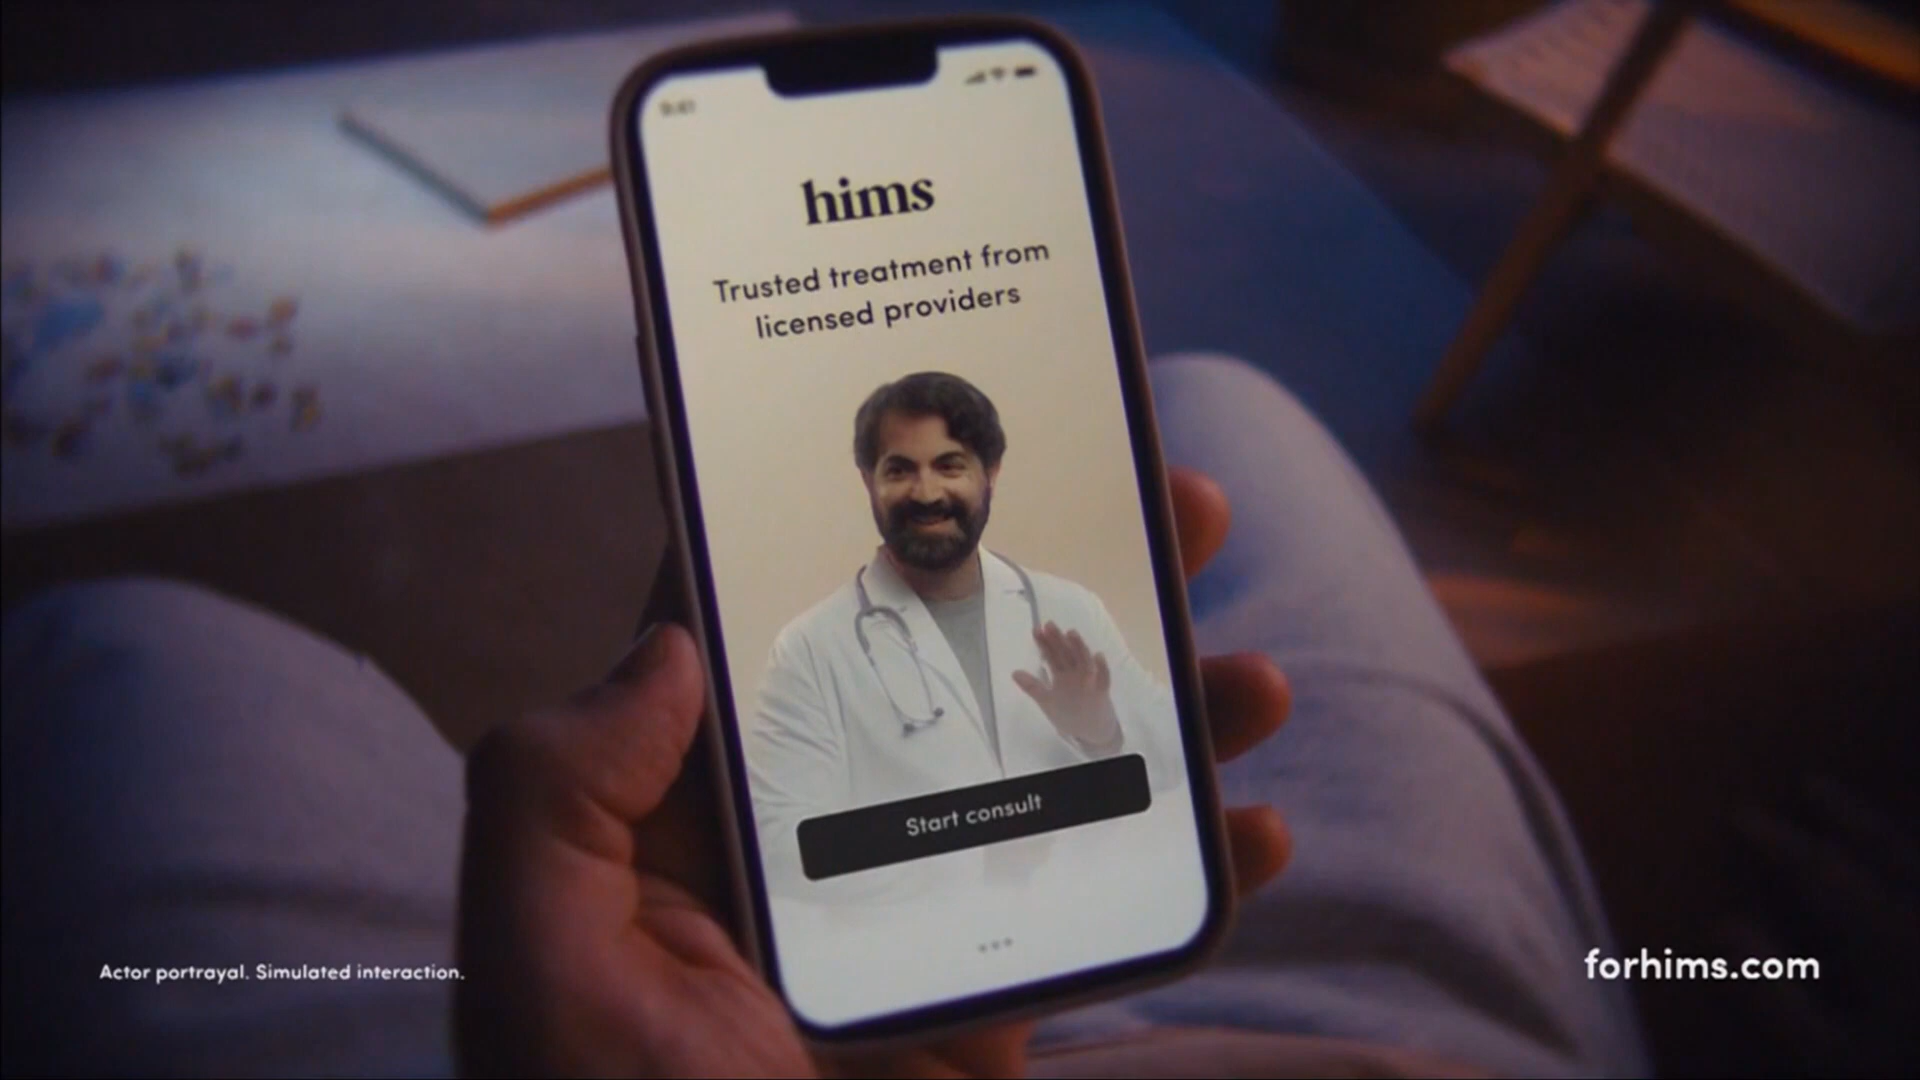 hims
Trusted treatment from
licensed providers
Start consult
Actor portrayal. Simulated interaction.
forhims.com